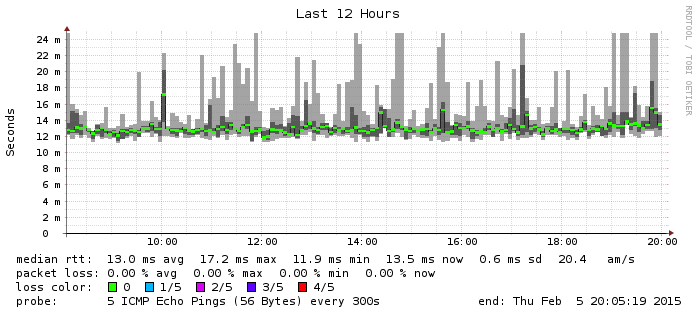 Last 12 Hours
RRDTOOL / TOBI OETIKER
Seconds
24 m
22 m
20 m
18 m
16 m
14 m
12 m
10 m
8 m
6 m
4 m
2 m
0
10:00 12:00 14:00 16:00 18:00 20:00
median rtt: 13.0 ms avg 17.2 ms max 11.9 ms min 13.5 ms now 0.6 ms sd 20.4 am/s
packet loss: 0.00 % avg 0.00 % max 0.00 % min 0.00 % now
loss color: 0 1/5 2/5 3/5 4/5
probe: 5 ICMP Echo Pings (56 Bytes) every 300s end: Thu Feb 5 20:05:19 2015